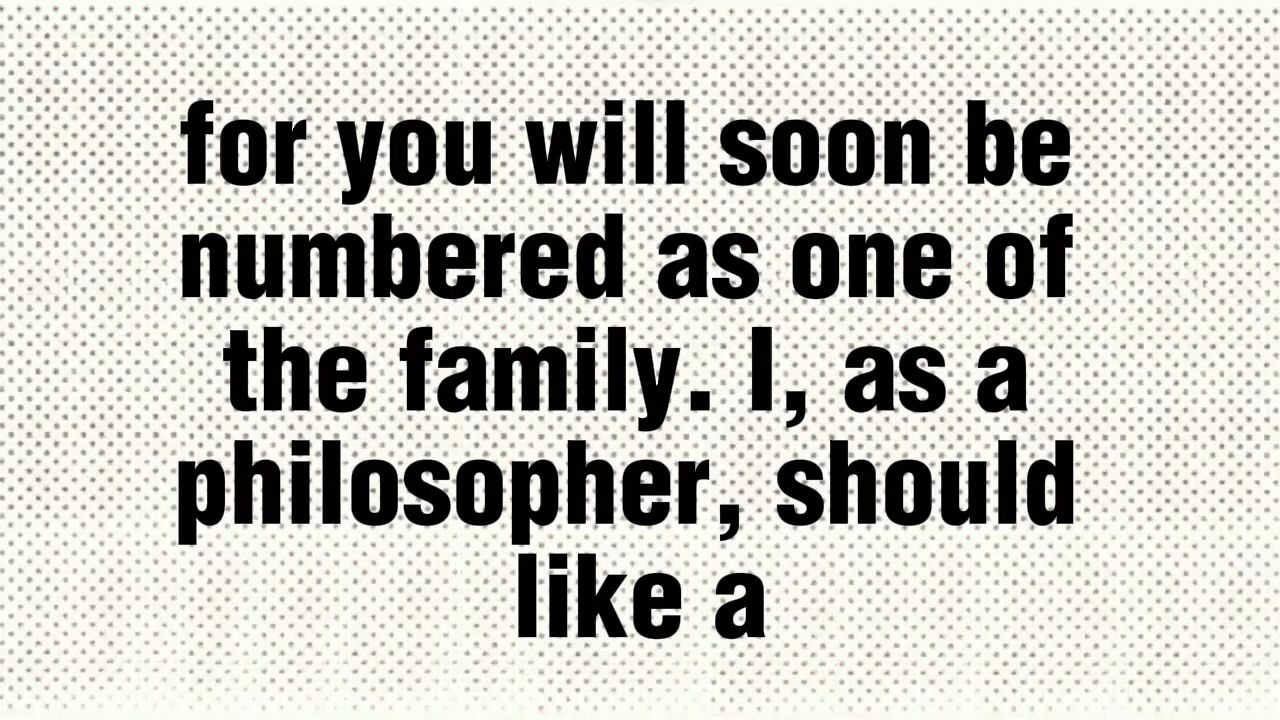 for you will soon be
numbered as one of
the family. I, as a
philosopher, should
like a